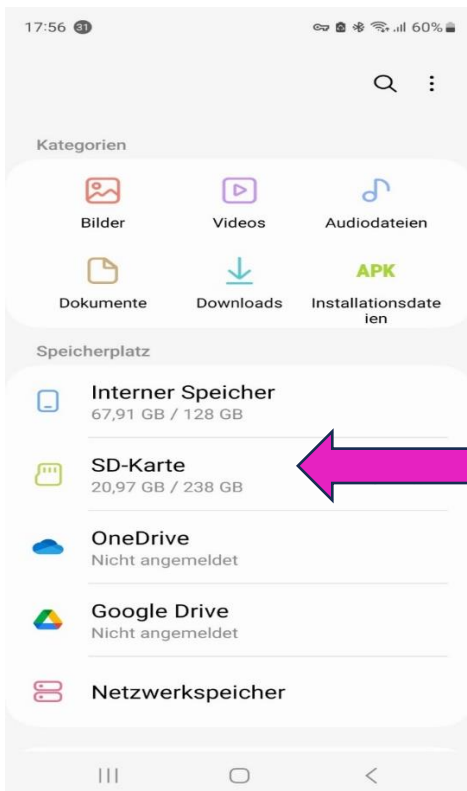 17:56 31 60%
Kategorien
Bilder Videos Audiodateien
APK
Dokumente Downloads Installationsdate
ien
Speicherplatz
Interner Speicher
67,91 GB / 128 GB
SD-Karte
20,97 GB / 238 GB
OneDrive
Nicht angemeldet
Google Drive
Nicht angemeldet
Netzwerkspeicher